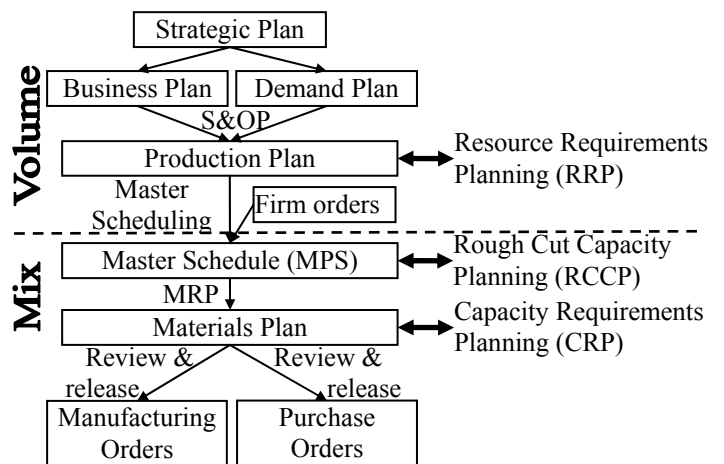 Strategic Plan
Business Plan
Demand Plan
S&OP
Production Plan
Resource Requirements
Planning (RRP)
Master
Scheduling
Firm orders
Volume
Master Schedule (MPS)
Rough Cut Capacity
Planning (RCCP)
MRP
Materials Plan
Capacity Requirements
Planning (CRP)
Mix
Review &
release
Review &
release
Manufacturing
Orders
Purchase
Orders